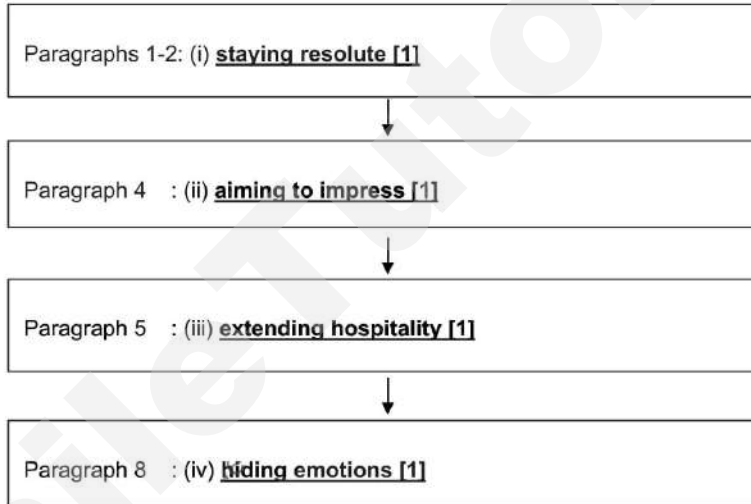 Paragraphs 1-2: (i) staying resolute [1]
Paragraph 4 : (ii) aiming to impress [1]
Paragraph 5 : (iii) extending hospitality [1]
Paragraph 8 : (iv) hiding emotions [1]